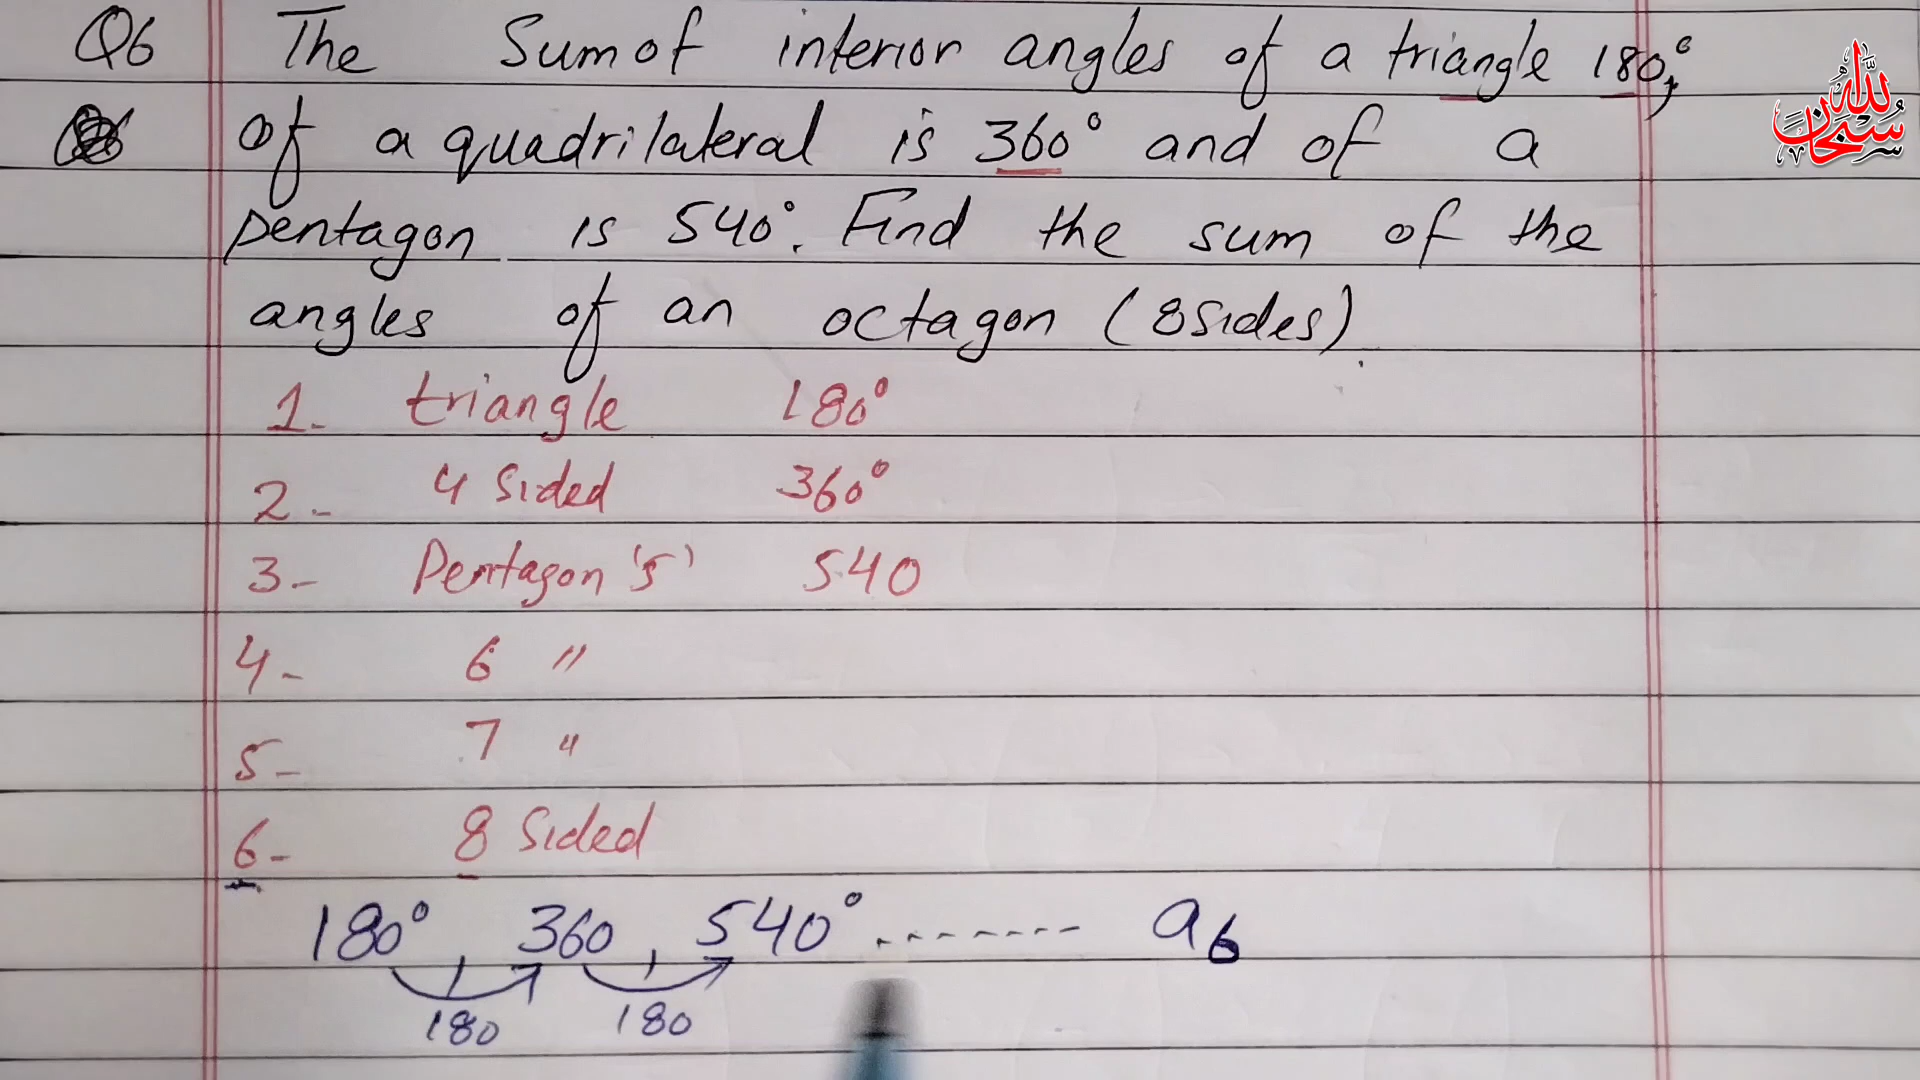 Q6 The Sum of interior angles of a triangle 180°,
of a quadrilateral is 360° and of a
pentagon is 540°. Find the sum of the
angles of an octagon (8 sides).
1- triangle 180°
2- 4 Sided 360°
3- Pentagon '5' 540
4- 6 "
5- 7 "
6- 8 Sided
180°, 360, 540° ........ a6
180 180
سُبْحَانَ اللّٰه